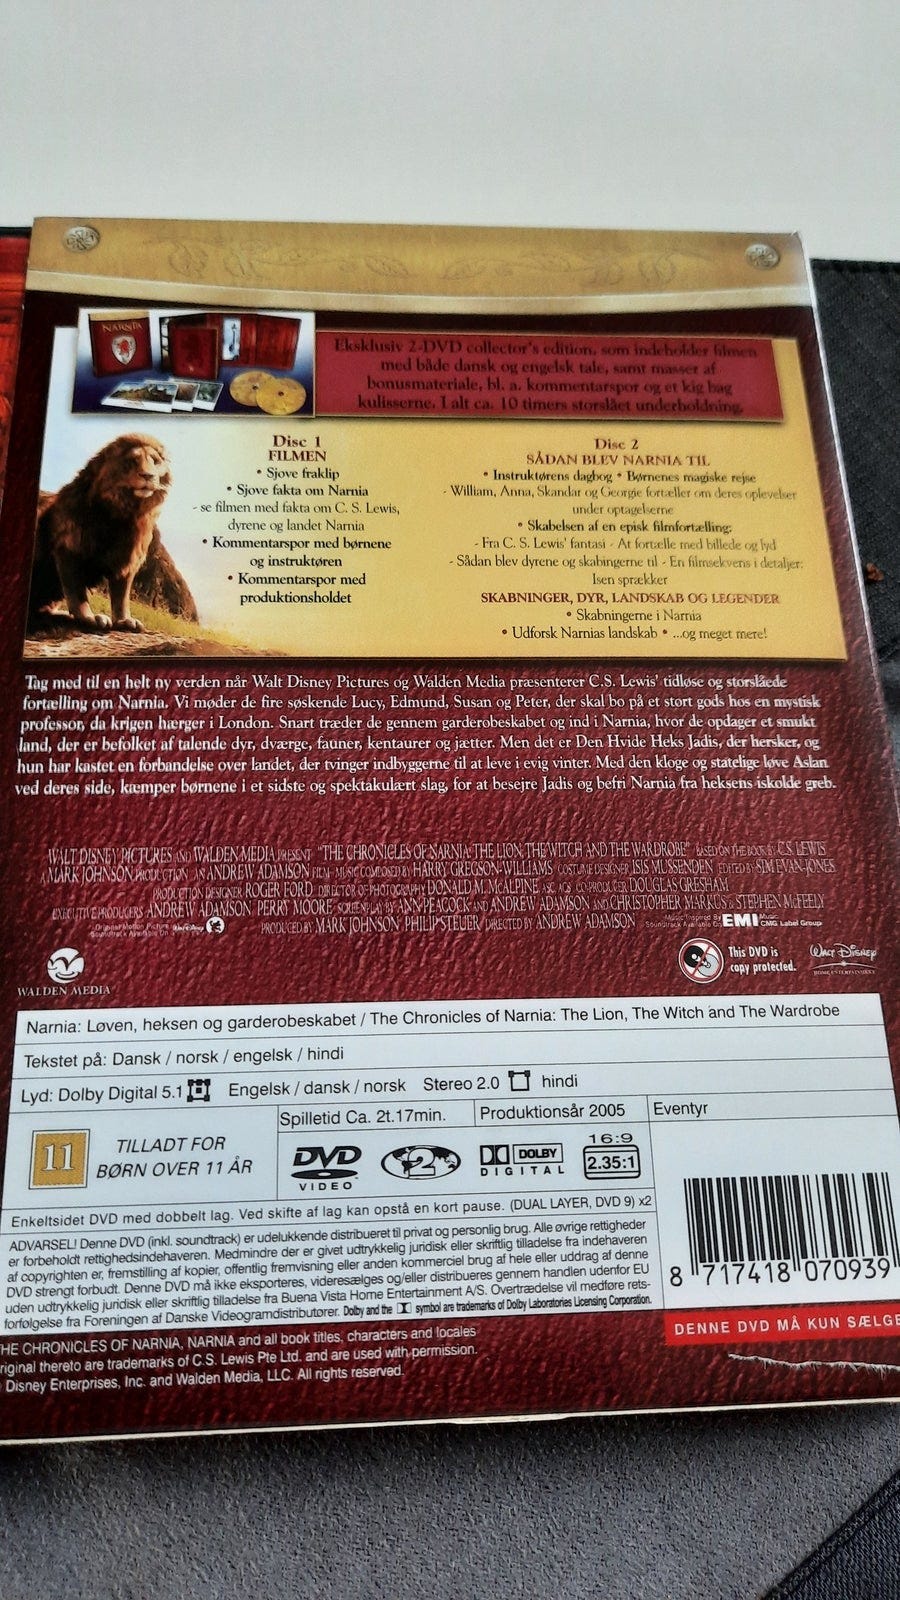 NARNIA
Eksklusiv 2-DVD collector's edition, som indeholder filmen
med både dansk og engelsk tale, samt masser af
bonusmateriale, bl. a. kommentarspor og et kig bag
kulisserne. I alt ca. 10 timers storslået underholdning.
Disc 1
FILMEN
• Sjove fraklip
• Sjove fakta om Narnia
- se filmen med fakta om C. S. Lewis,
dyrene og landet Narnia
• Kommentarspor med børnene
og instruktøren
• Kommentarspor med
produktionsholdet
Disc 2
SÅDAN BLEV NARNIA TIL
• Instruktørens dagbog • Børnenes magiske rejse
- William, Anna, Skandar og Georgie fortæller om deres oplevelser
under optagelserne
• Skabelsen af en episk filmfortælling:
- Fra C. S. Lewis' fantasi - At fortælle med billede og lyd
- Sådan blev dyrene og skabingerne til - En filmsekvens i detaljer:
Isen sprækker
SKABNINGER, DYR, LANDSKAB OG LEGENDER
• Skabningerne i Narnia
• Udforsk Narnias landskab • ...og meget mere!
Tag med til en helt ny verden når Walt Disney Pictures og Walden Media præsenterer C.S. Lewis' tidløse og storslåede
fortælling om Narnia. Vi møder de fire søskende Lucy, Edmund, Susan og Peter, der skal bo på et stort gods hos en mystisk
professor, da krigen hærger i London. Snart træder de gennem garderobeskabet og ind i Narnia, hvor de opdager et smukt
land, der er befolket af talende dyr, dværge, fauner, kentaurer og jætter. Men det er Den Hvide Heks Jadis, der hersker, og
hun har kastet en forbandelse over landet, der tvinger indbyggerne til at leve i evig vinter. Med den kloge og statelige løve Aslan
ved deres side, kæmper børnene i et sidste og spektakulært slag, for at besejre Jadis og befri Narnia fra heksens iskolde greb.
WALT DISNEY PICTURES AND WALDEN MEDIA PRESENT "THE CHRONICLES OF NARNIA: THE LION, THE WITCH AND THE WARDROBE" BASED ON THE BOOK BY C.S. LEWIS
A MARK JOHNSON PRODUCTION AN ANDREW ADAMSON FILM MUSIC COMPOSED BY HARRY GREGSON-WILLIAMS COSTUME DESIGNER ISIS MUSSENDEN EDITED BY SIM EVAN-JONES
PRODUCTION DESIGNER ROGER FORD DIRECTOR OF PHOTOGRAPHY DONALD M. McALPINE ASC, ACS CO-PRODUCER DOUGLAS GRESHAM
EXECUTIVE PRODUCERS ANDREW ADAMSON PERRY MOORE SCREENPLAY BY ANN PEACOCK AND ANDREW ADAMSON AND CHRISTOPHER MARKUS & STEPHEN McFEELY
PRODUCED BY MARK JOHNSON PHILIP STEUER DIRECTED BY ANDREW ADAMSON
Original Motion Picture
Soundtrack Available On Walt Disney
Music Inspired By
Soundtrack Available On EMI Music
CMG Label Group
WALDEN MEDIA
This DVD is
copy protected.
WALT DISNEY
HOME ENTERTAINMENT
Narnia: Løven, heksen og garderobeskabet / The Chronicles of Narnia: The Lion, The Witch and The Wardrobe
Tekstet på: Dansk / norsk / engelsk / hindi
Lyd: Dolby Digital 5.1 Engelsk / dansk / norsk Stereo 2.0 hindi
Spilletid Ca. 2t.17min. Produktionsår 2005 Eventyr
11 TILLADT FOR
BØRN OVER 11 ÅR
DVD
VIDEO
2
DOLBY
DIGITAL
16:9
2.35:1
Enkeltsidet DVD med dobbelt lag. Ved skifte af lag kan opstå en kort pause. (DUAL LAYER, DVD 9) x2
ADVARSEL! Denne DVD (inkl. soundtrack) er udelukkende distribueret til privat og personlig brug. Alle øvrige rettigheder
er forbeholdt rettighedsindehaveren. Medmindre der er givet udtrykkelig juridisk eller skriftlig tilladelse fra indehaveren
af copyrighten er, fremstilling af kopier, offentlig fremvisning eller anden kommerciel brug af hele eller uddrag af denne
DVD strengt forbudt. Denne DVD må ikke eksporteres, videresælges og/eller distribueres gennem handlen udenfor EU
uden udtrykkelig juridisk eller skriftlig tilladelse fra Buena Vista Home Entertainment A/S. Overtrædelse vil medføre rets-
forfølgelse fra Foreningen af Danske Videogramdistributører. Dolby and the symbol are trademarks of Dolby Laboratories Licensing Corporation.
8 717418 070939
DENNE DVD MÅ KUN SÆLGE
THE CHRONICLES OF NARNIA, NARNIA and all book titles, characters and locales
riginal thereto are trademarks of C.S. Lewis Pte Ltd. and are used with permission.
Disney Enterprises, Inc. and Walden Media, LLC. All rights reserved.